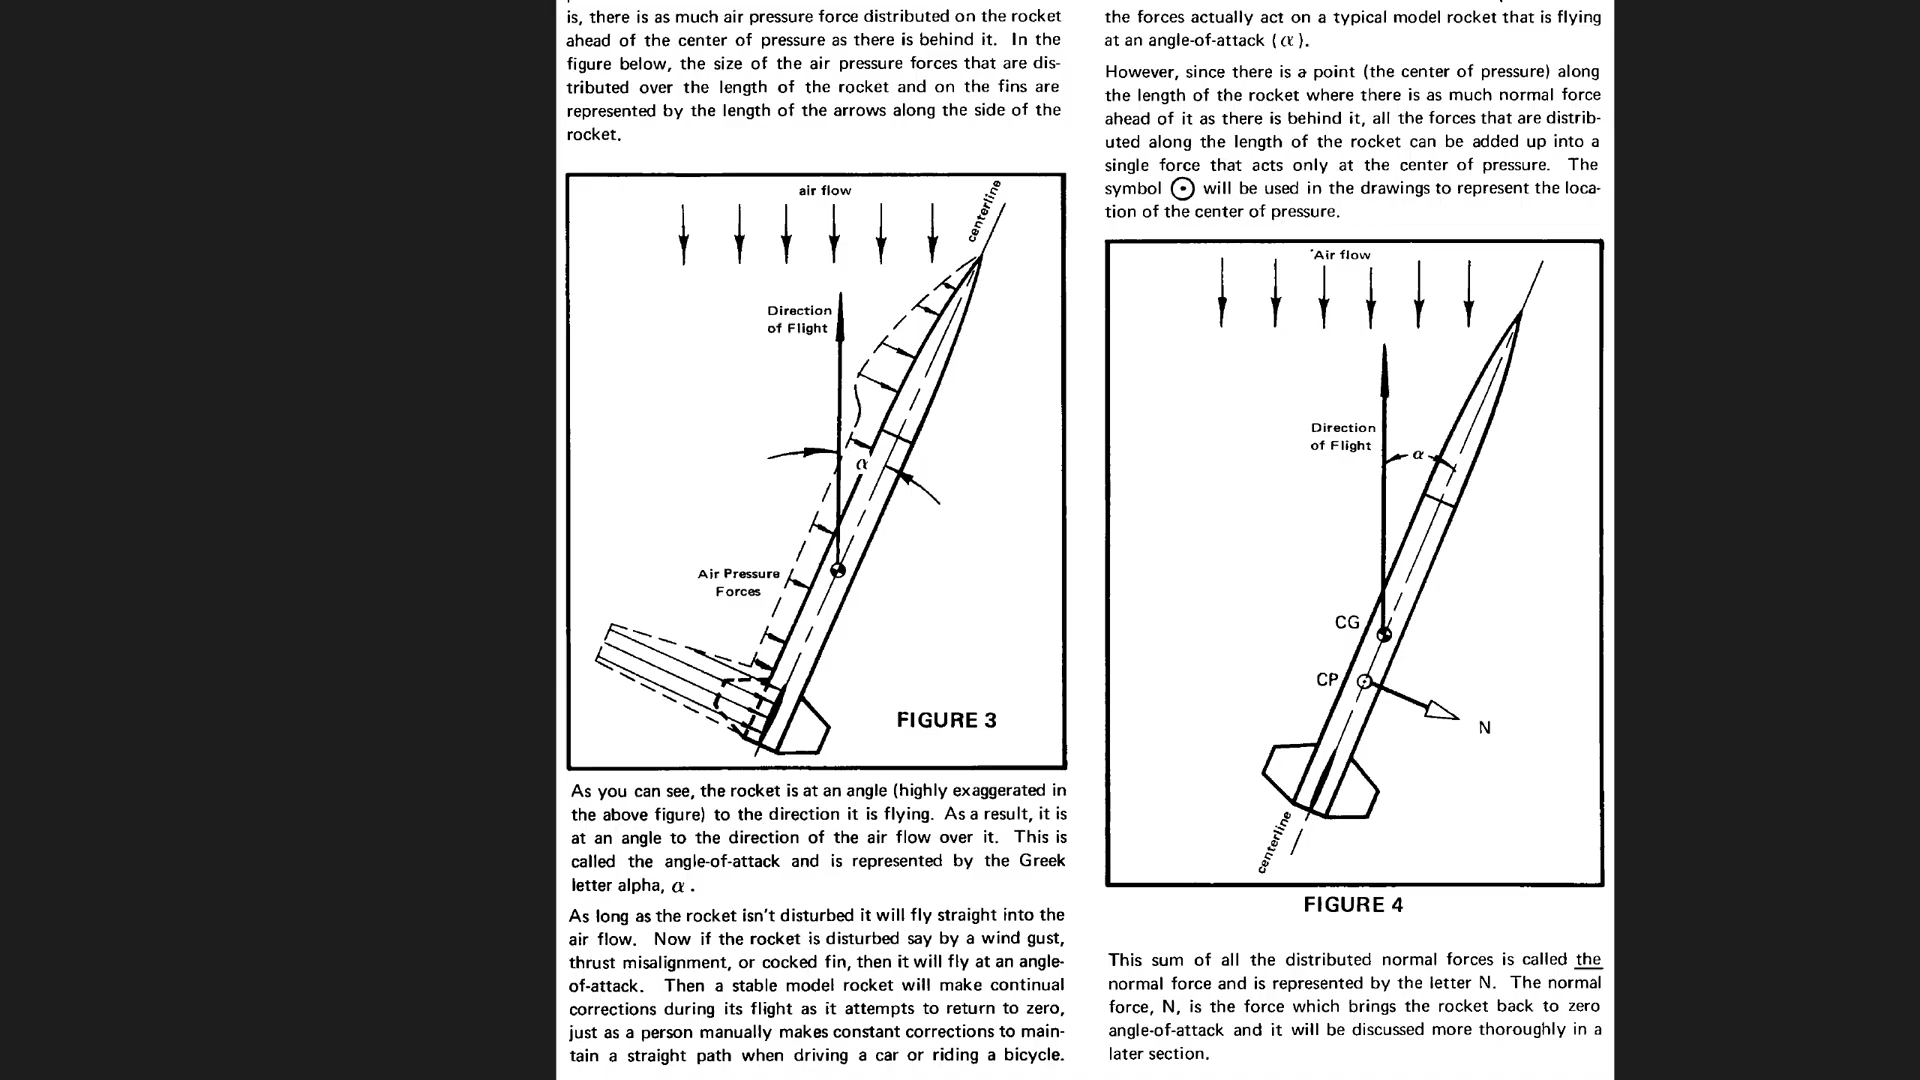 is, there is as much air pressure force distributed on the rocket
ahead of the center of pressure as there is behind it. In the
figure below, the size of the air pressure forces that are dis-
tributed over the length of the rocket and on the fins are
represented by the length of the arrows along the side of the
rocket.
air flow
centerline
Direction
of Flight
α
Air Pressure
Forces
FIGURE 3
As you can see, the rocket is at an angle (highly exaggerated in
the above figure) to the direction it is flying. As a result, it is
at an angle to the direction of the air flow over it. This is
called the angle-of-attack and is represented by the Greek
letter alpha, α .
As long as the rocket isn't disturbed it will fly straight into the
air flow. Now if the rocket is disturbed say by a wind gust,
thrust misalignment, or cocked fin, then it will fly at an angle-
of-attack. Then a stable model rocket will make continual
corrections during its flight as it attempts to return to zero,
just as a person manually makes constant corrections to main-
tain a straight path when driving a car or riding a bicycle.
the forces actually act on a typical model rocket that is flying
at an angle-of-attack (α).
However, since there is a point (the center of pressure) along
the length of the rocket where there is as much normal force
ahead of it as there is behind it, all the forces that are distrib-
uted along the length of the rocket can be added up into a
single force that acts only at the center of pressure. The
symbol ⊙ will be used in the drawings to represent the loca-
tion of the center of pressure.
Air flow
Direction
of Flight
α
CG
CP
N
centerline
FIGURE 4
This sum of all the distributed normal forces is called the
normal force and is represented by the letter N. The normal
force, N, is the force which brings the rocket back to zero
angle-of-attack and it will be discussed more thoroughly in a
later section.